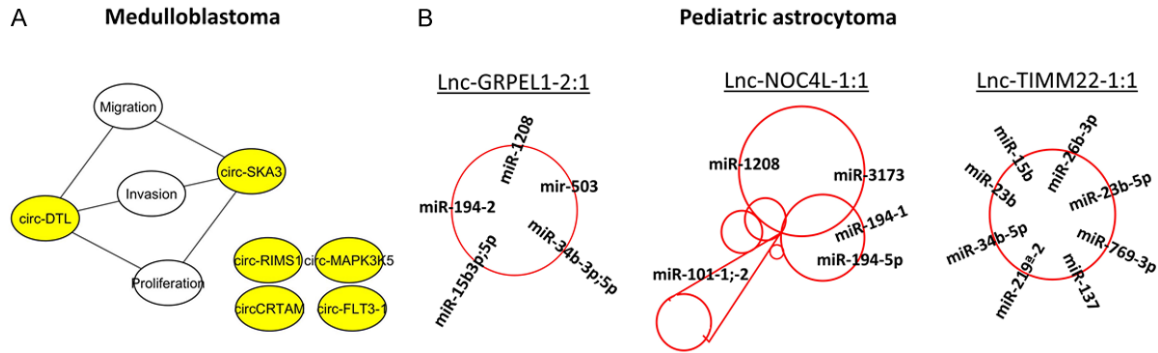 A
Medulloblastoma
Migration
circ-SKA3
Invasion
circ-DTL
Proliferation
circ-RIMS1
circ-MAPK3K5
circCRTAM
circ-FLT3-1
B
Pediatric astrocytoma
Lnc-GRPEL1-2:1
miR-1208
mir-503
miR-194-2
miR-34b-3p;5p
miR-15b3p;5p
Lnc-NOC4L-1:1
miR-1208
miR-3173
miR-194-1
miR-194-5p
miR-101-1;-2
Lnc-TIMM22-1:1
miR-15b
miR-26b-3p
miR-23b
miR-23b-5p
miR-34b-5p
miR-769-3p
miR-219ª-2
miR-137